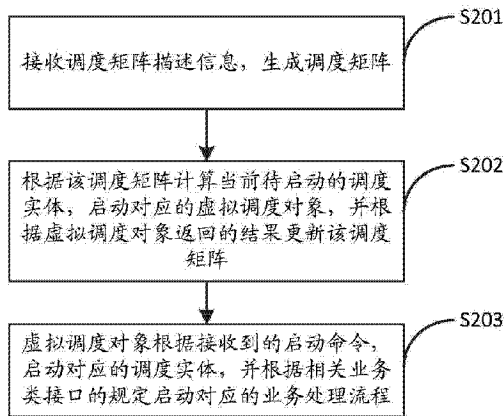 S201
接收调度矩阵描述信息，生成调度矩阵
S202
根据该调度矩阵计算当前待启动的调度
实体，启动对应的虚拟调度对象，并根
据虚拟调度对象返回的结果更新该调度
矩阵
S203
虚拟调度对象根据接收到的启动命令，
启动对应的调度实体，并根据相关业务
类接口的规定启动对应的业务处理流程